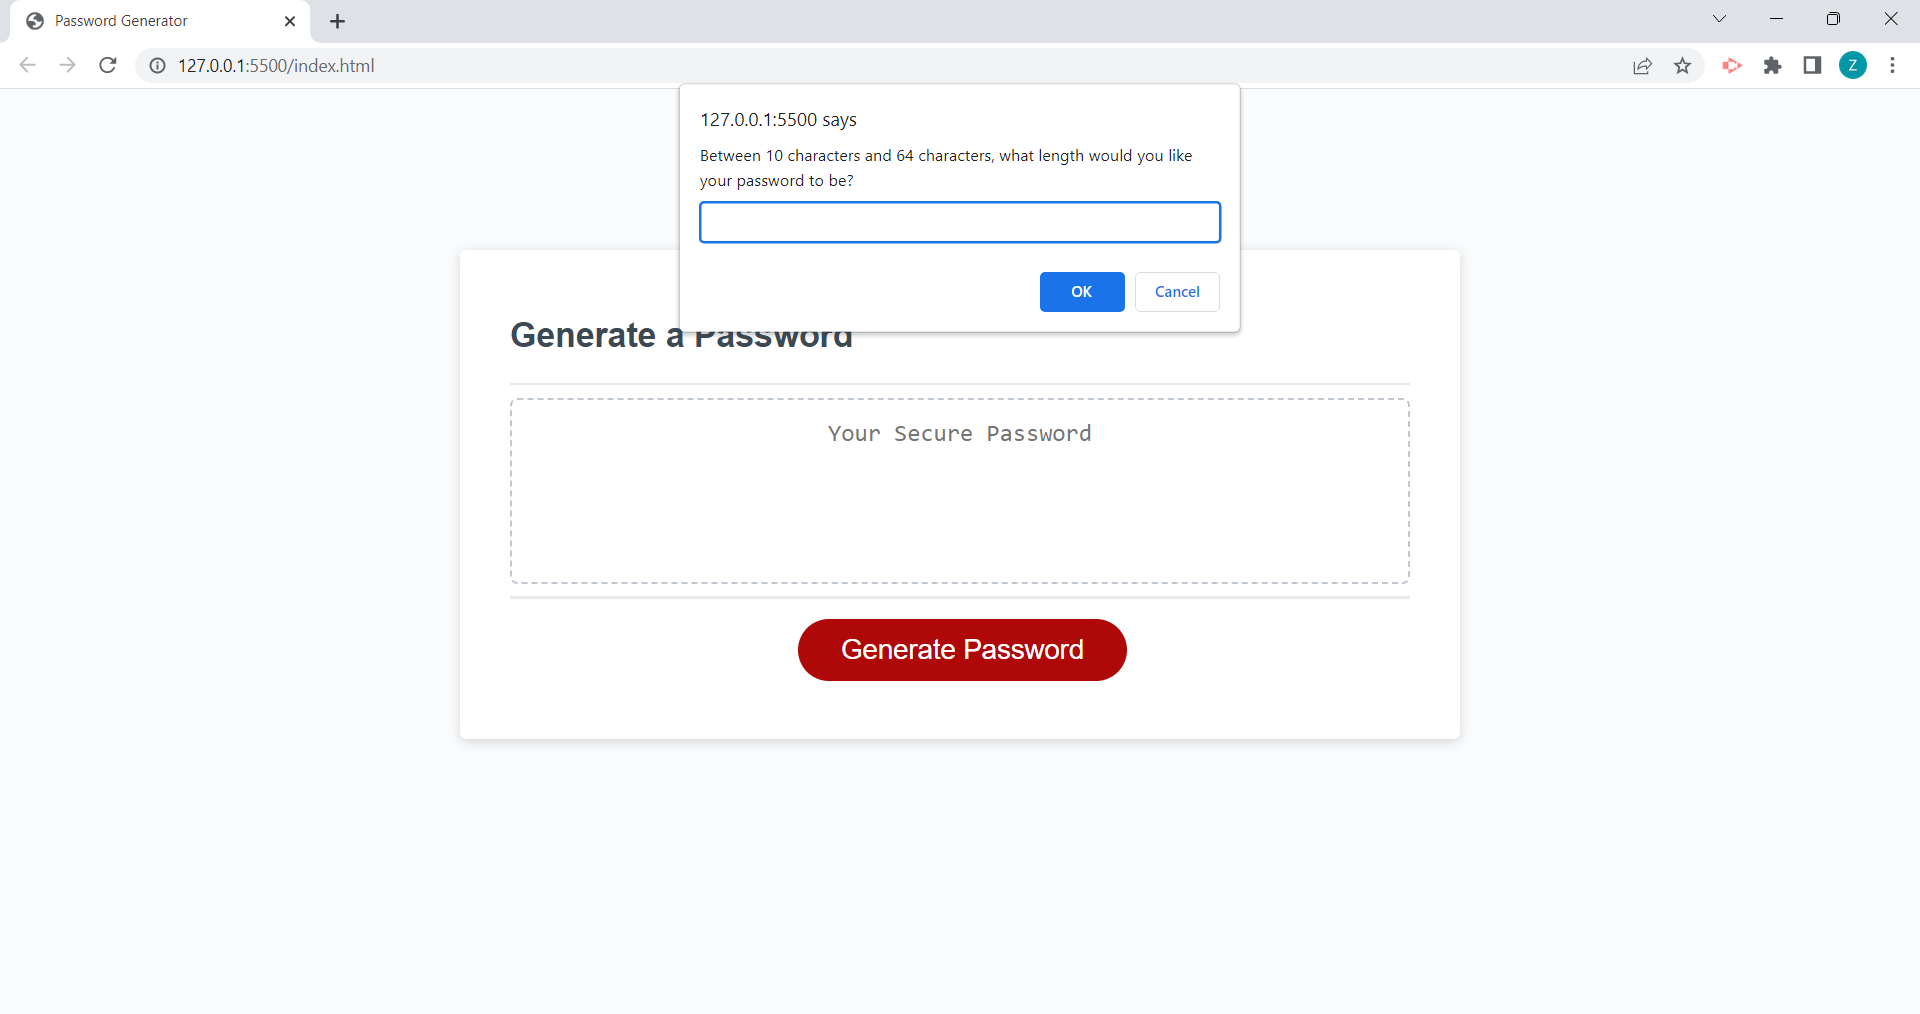 Password Generator
127.0.0.1:5500/index.html
Z
127.0.0.1:5500 says
Between 10 characters and 64 characters, what length would you like
your password to be?
OK
Cancel
Generate a Password
Your Secure Password
Generate Password